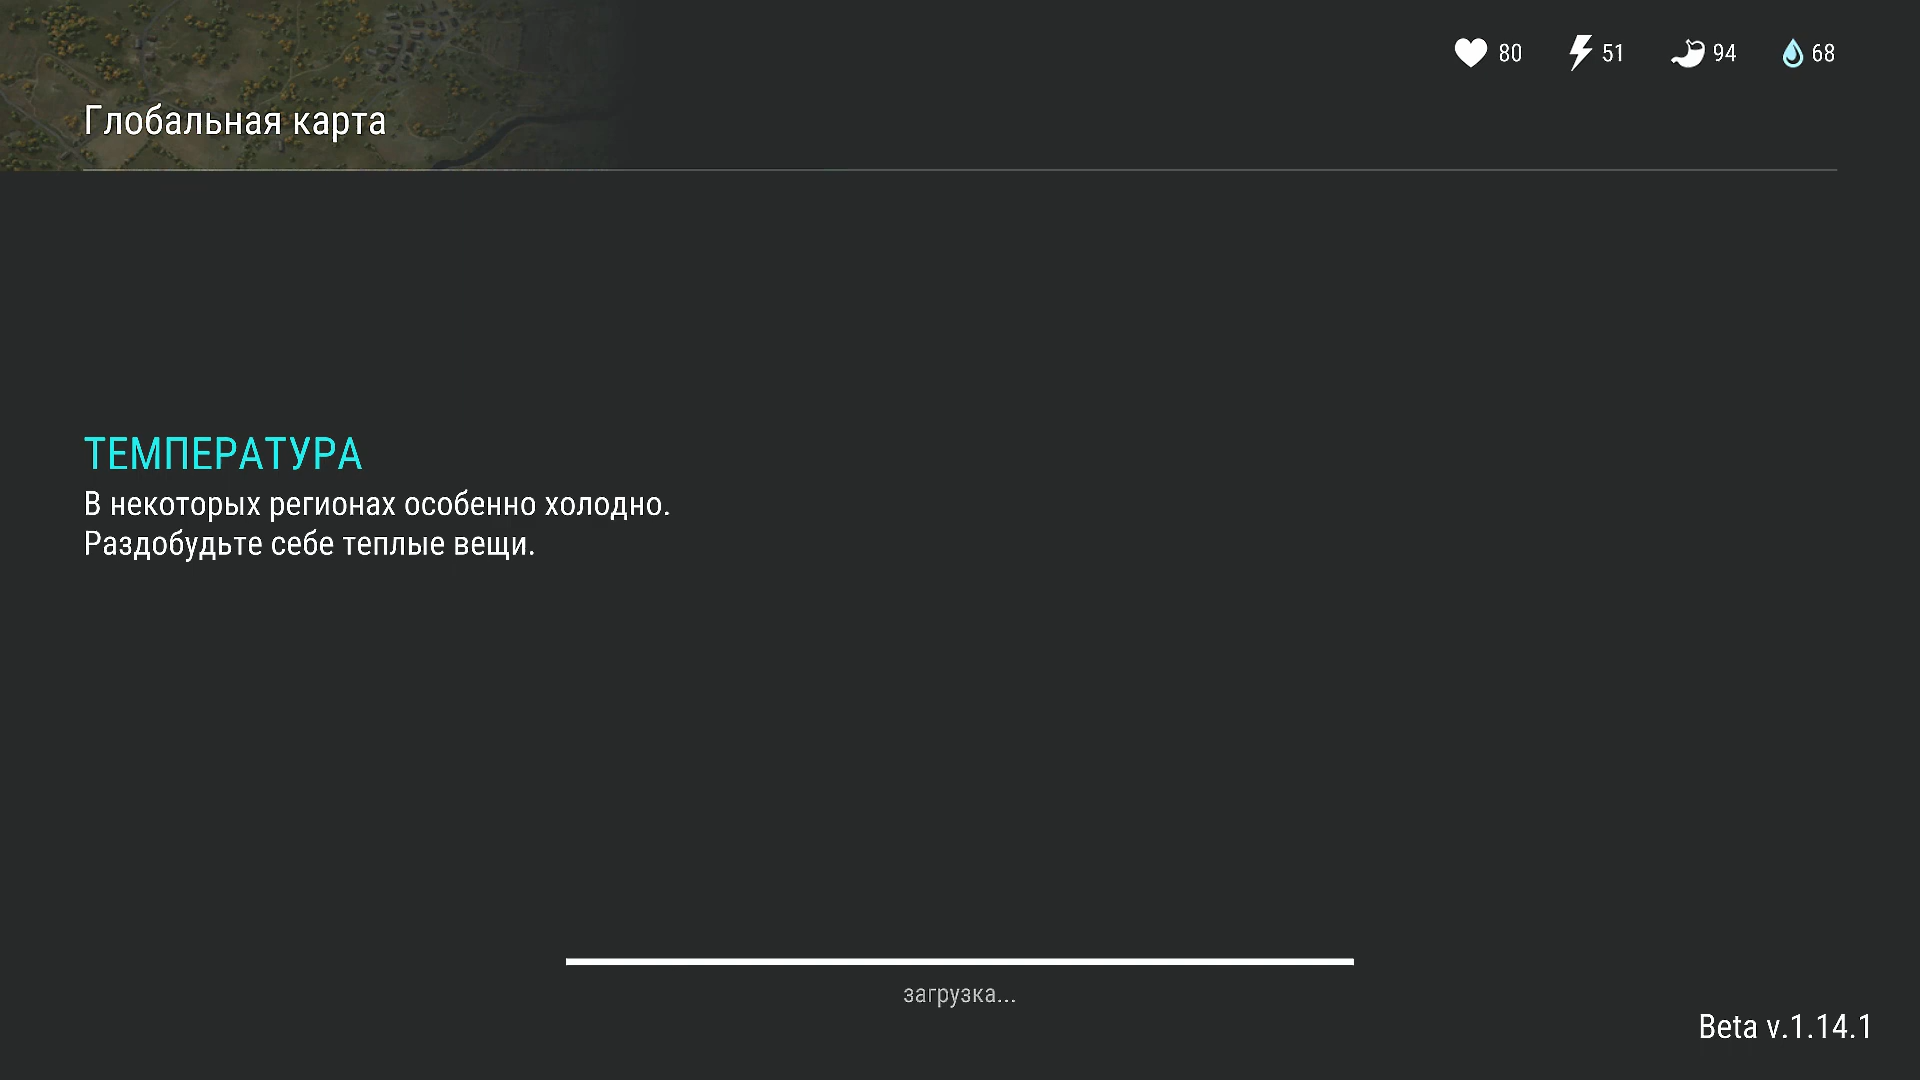 80 51 94 68
Глобальная карта
ТЕМПЕРАТУРА
В некоторых регионах особенно холодно.
Раздобудьте себе теплые вещи.
загрузка...
Beta v.1.14.1